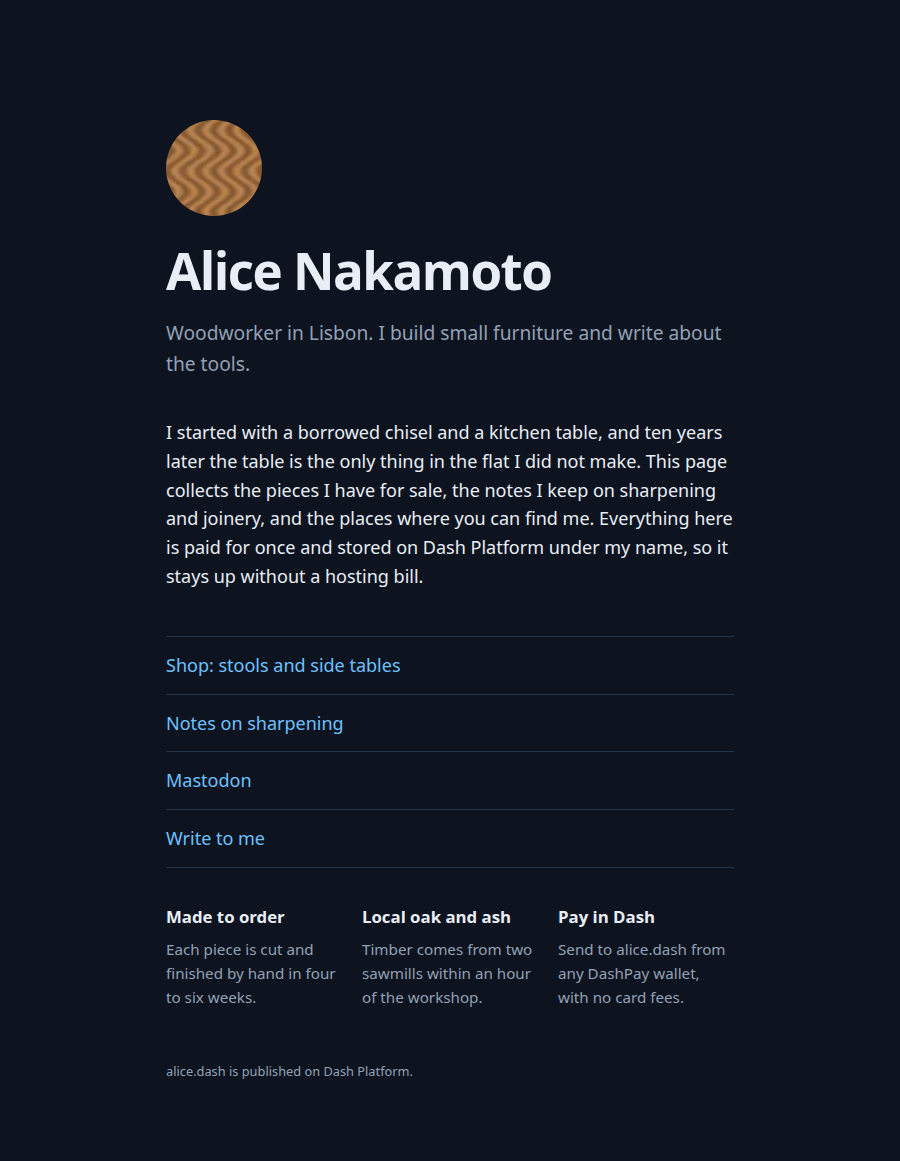 Alice Nakamoto
Woodworker in Lisbon. I build small furniture and write about
the tools.
I started with a borrowed chisel and a kitchen table, and ten years
later the table is the only thing in the flat I did not make. This page
collects the pieces I have for sale, the notes I keep on sharpening
and joinery, and the places where you can find me. Everything here
is paid for once and stored on Dash Platform under my name, so it
stays up without a hosting bill.
Shop: stools and side tables
Notes on sharpening
Mastodon
Write to me
Made to order
Each piece is cut and
finished by hand in four
to six weeks.
Local oak and ash
Timber comes from two
sawmills within an hour
of the workshop.
Pay in Dash
Send to alice.dash from
any DashPay wallet,
with no card fees.
alice.dash is published on Dash Platform.